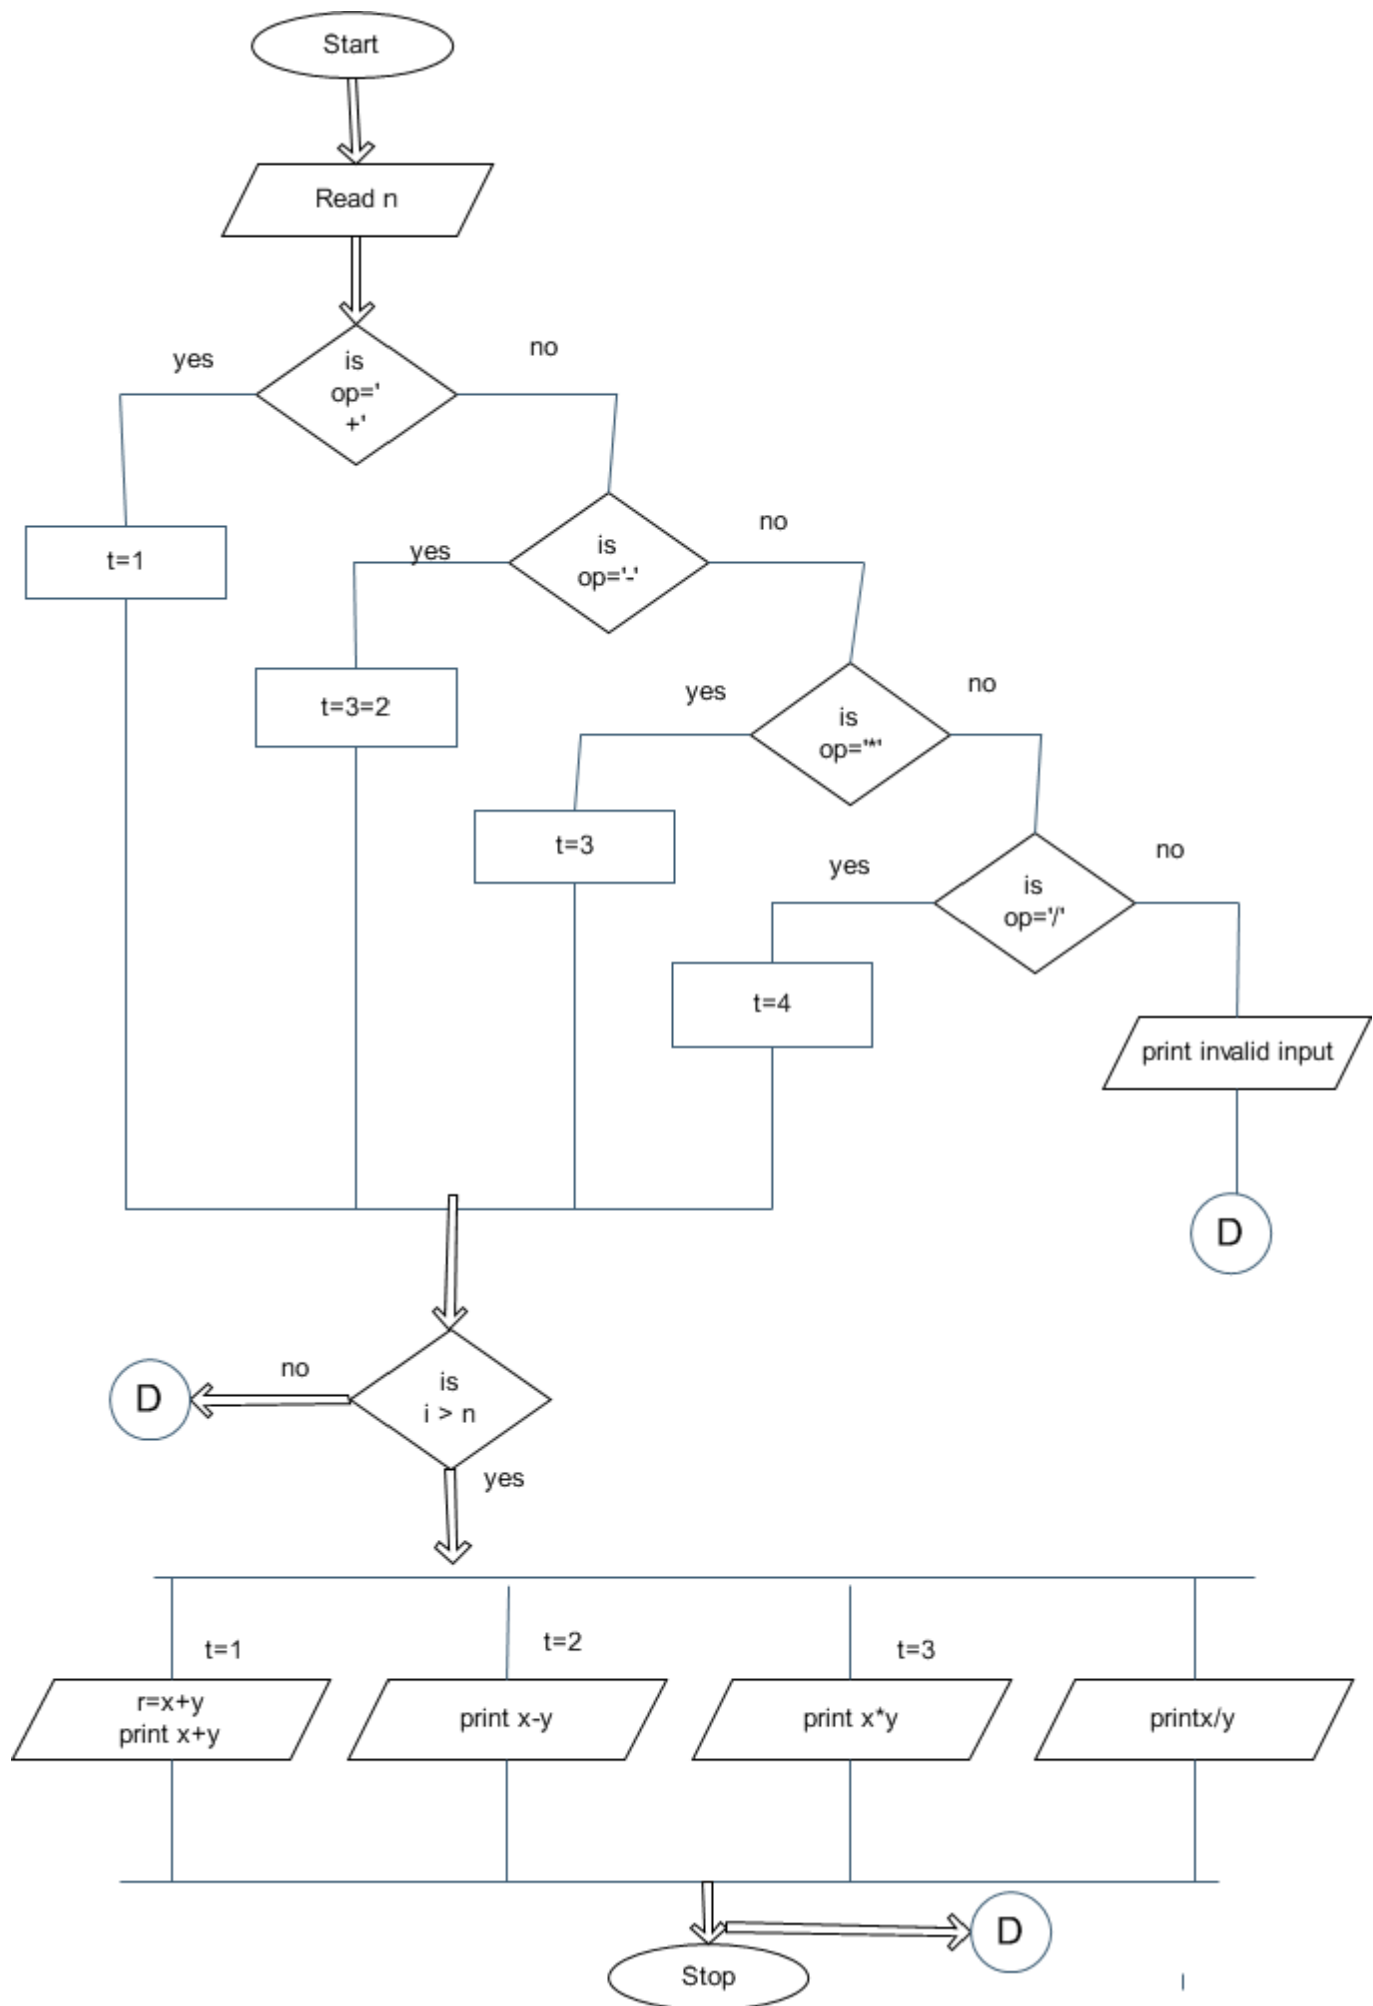 Start
Read n
yes
is
op='
+'
no
t=1
yes
is
op='-'
no
t=3=2
yes
is
op='*'
no
t=3
yes
is
op='/'
no
t=4
print invalid input
D
D
no
is
i > n
yes
t=1
t=2
t=3
r=x+y
print x+y
print x-y
print x*y
printx/y
D
Stop